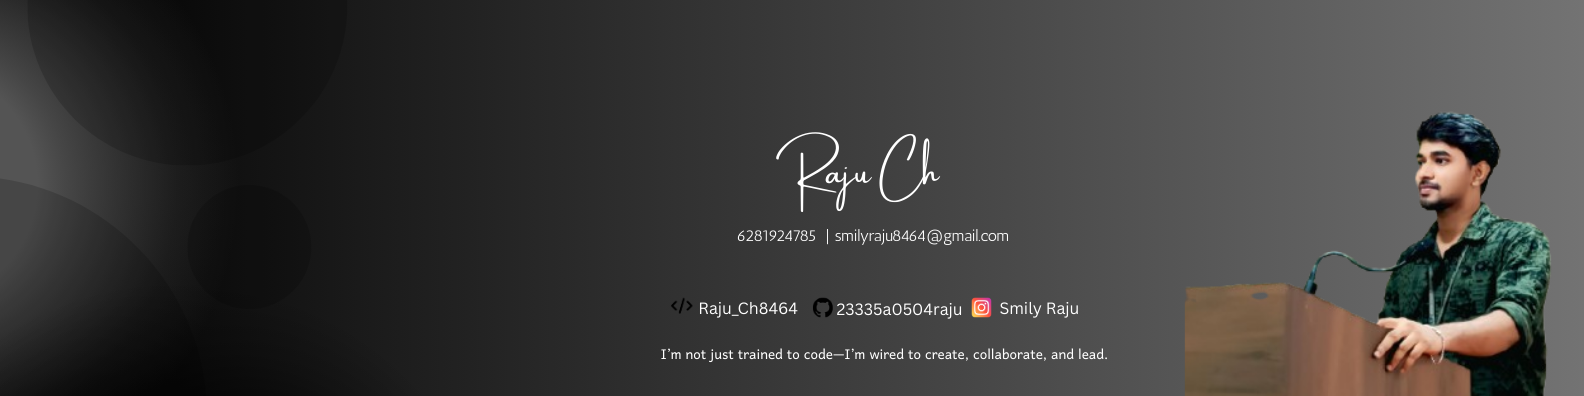 Raju Ch
6281924785 | smilyraju8464@gmail.com
</> Raju_Ch8464 23335a0504raju Smily Raju
I'm not just trained to code—I'm wired to create, collaborate, and lead.